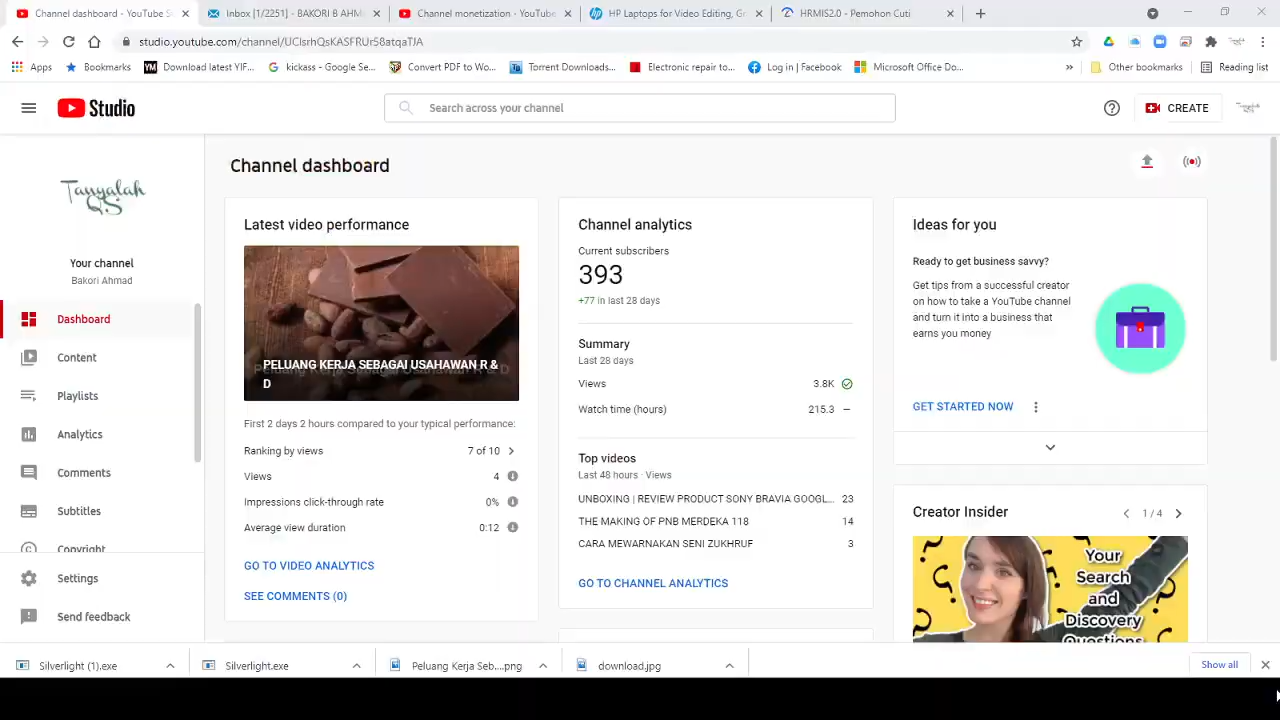 Channel dashboard - YouTube S
Inbox [1/2251] - BAKORI B AHM
Channel monetization - YouTube
HP Laptops for Video Editing, Gr
HRMIS2.0 - Pemohon Cuti
studio.youtube.com/channel/UClsrhQsKASFRUr58atqaTJA
Apps
Bookmarks
Download latest YIF...
kickass - Google Se...
Convert PDF to Wo...
Torrent Downloads...
Electronic repair to...
Log in | Facebook
Microsoft Office Do...
»
Other bookmarks
Reading list
Studio
Search across your channel
CREATE
Tanyalah
QS
Your channel
Bakori Ahmad
Dashboard
Content
Playlists
Analytics
Comments
Subtitles
Copyright
Settings
Send feedback
Channel dashboard
Latest video performance
PELUANG KERJA SEBAGAI USAHAWAN R &
D
First 2 days 2 hours compared to your typical performance:
Ranking by views 7 of 10
Views 4
Impressions click-through rate 0%
Average view duration 0:12
GO TO VIDEO ANALYTICS
SEE COMMENTS (0)
Channel analytics
Current subscribers
393
+77 in last 28 days
Summary
Last 28 days
Views 3.8K
Watch time (hours) 215.3 —
Top videos
Last 48 hours · Views
UNBOXING | REVIEW PRODUCT SONY BRAVIA GOOGL... 23
THE MAKING OF PNB MERDEKA 118 14
CARA MEWARNAKAN SENI ZUKHRUF 3
GO TO CHANNEL ANALYTICS
Ideas for you
Ready to get business savvy?
Get tips from a successful creator
on how to take a YouTube channel
and turn it into a business that
earns you money
GET STARTED NOW
Creator Insider
1 / 4
Your
Search
and
Discovery
Questions
Silverlight (1).exe
Silverlight.exe
Peluang Kerja Seb....png
download.jpg
Show all